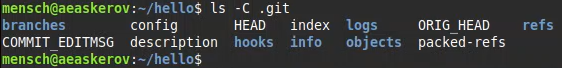 mensch@aeaskerov:~/hello$ ls -C .git
branches config HEAD index logs ORIG_HEAD refs
COMMIT_EDITMSG description hooks info objects packed-refs
mensch@aeaskerov:~/hello$